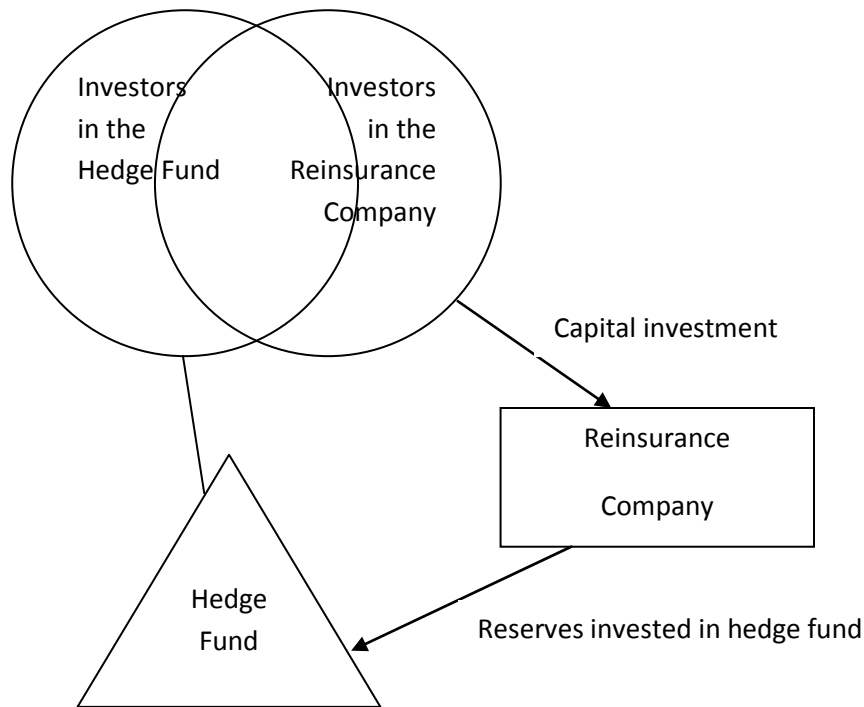 Investors
in the
Hedge Fund
Investors
in the
Reinsurance
Company
Capital investment
Reinsurance
Company
Hedge
Fund
Reserves invested in hedge fund